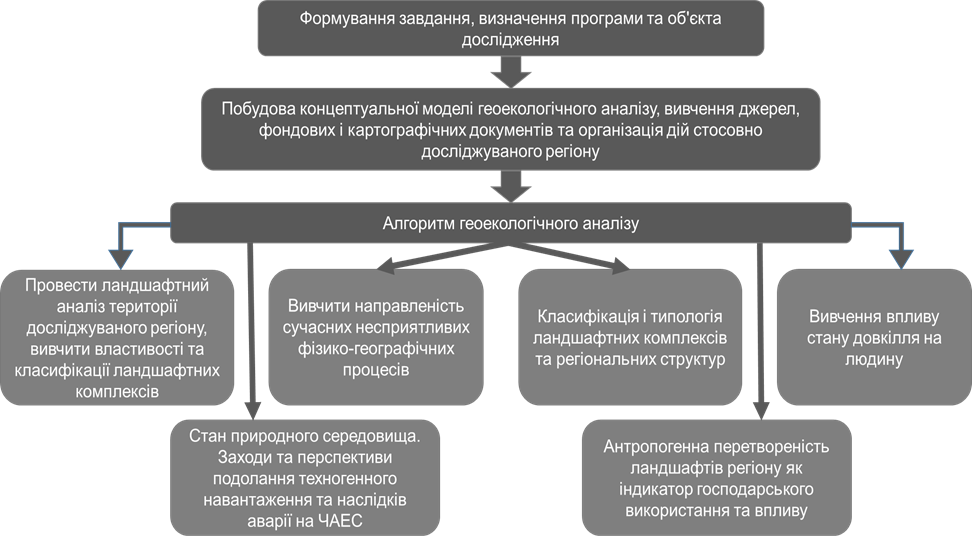 Формування завдання, визначення програми та об'єкта
дослідження
Побудова концептуальної моделі геоекологічного аналізу, вивчення джерел,
фондових і картографічних документів та організація дій стосовно
досліджуваного регіону
Алгоритм геоекологічного аналізу
Провести ландшафтний
аналіз території
досліджуваного регіону,
вивчити властивості та
класифікації ландшафтних
комплексів
Вивчити направленість
сучасних несприятливих
фізико-географічних
процесів
Класифікація і типологія
ландшафтних комплексів
та регіональних структур
Вивчення впливу
стану довкілля на
людину
Стан природного середовища.
Заходи та перспективи
подолання техногенного
навантаження та наслідків
аварії на ЧАЕС
Антропогенна перетвореність
ландшафтів регіону як
індикатор господарського
використання та впливу